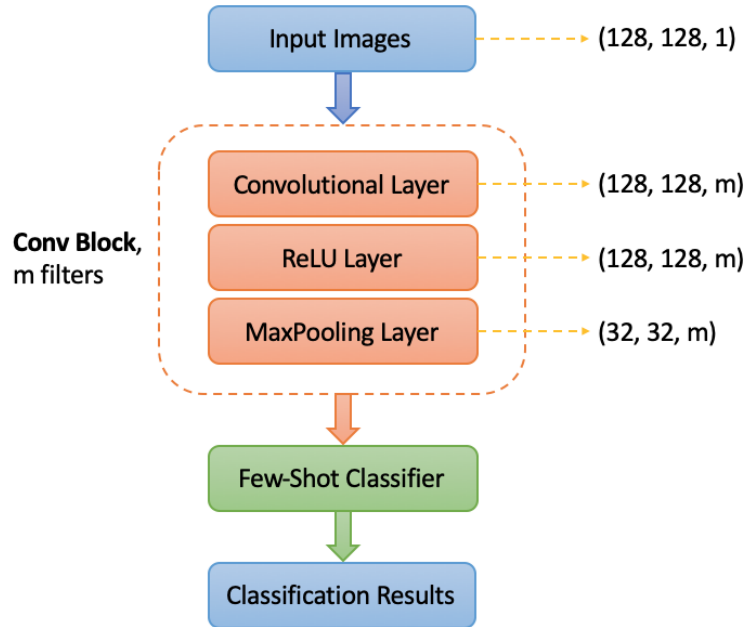 Input Images
(128, 128, 1)
Convolutional Layer
(128, 128, m)
Conv Block,
m filters
ReLU Layer
(128, 128, m)
MaxPooling Layer
(32, 32, m)
Few-Shot Classifier
Classification Results